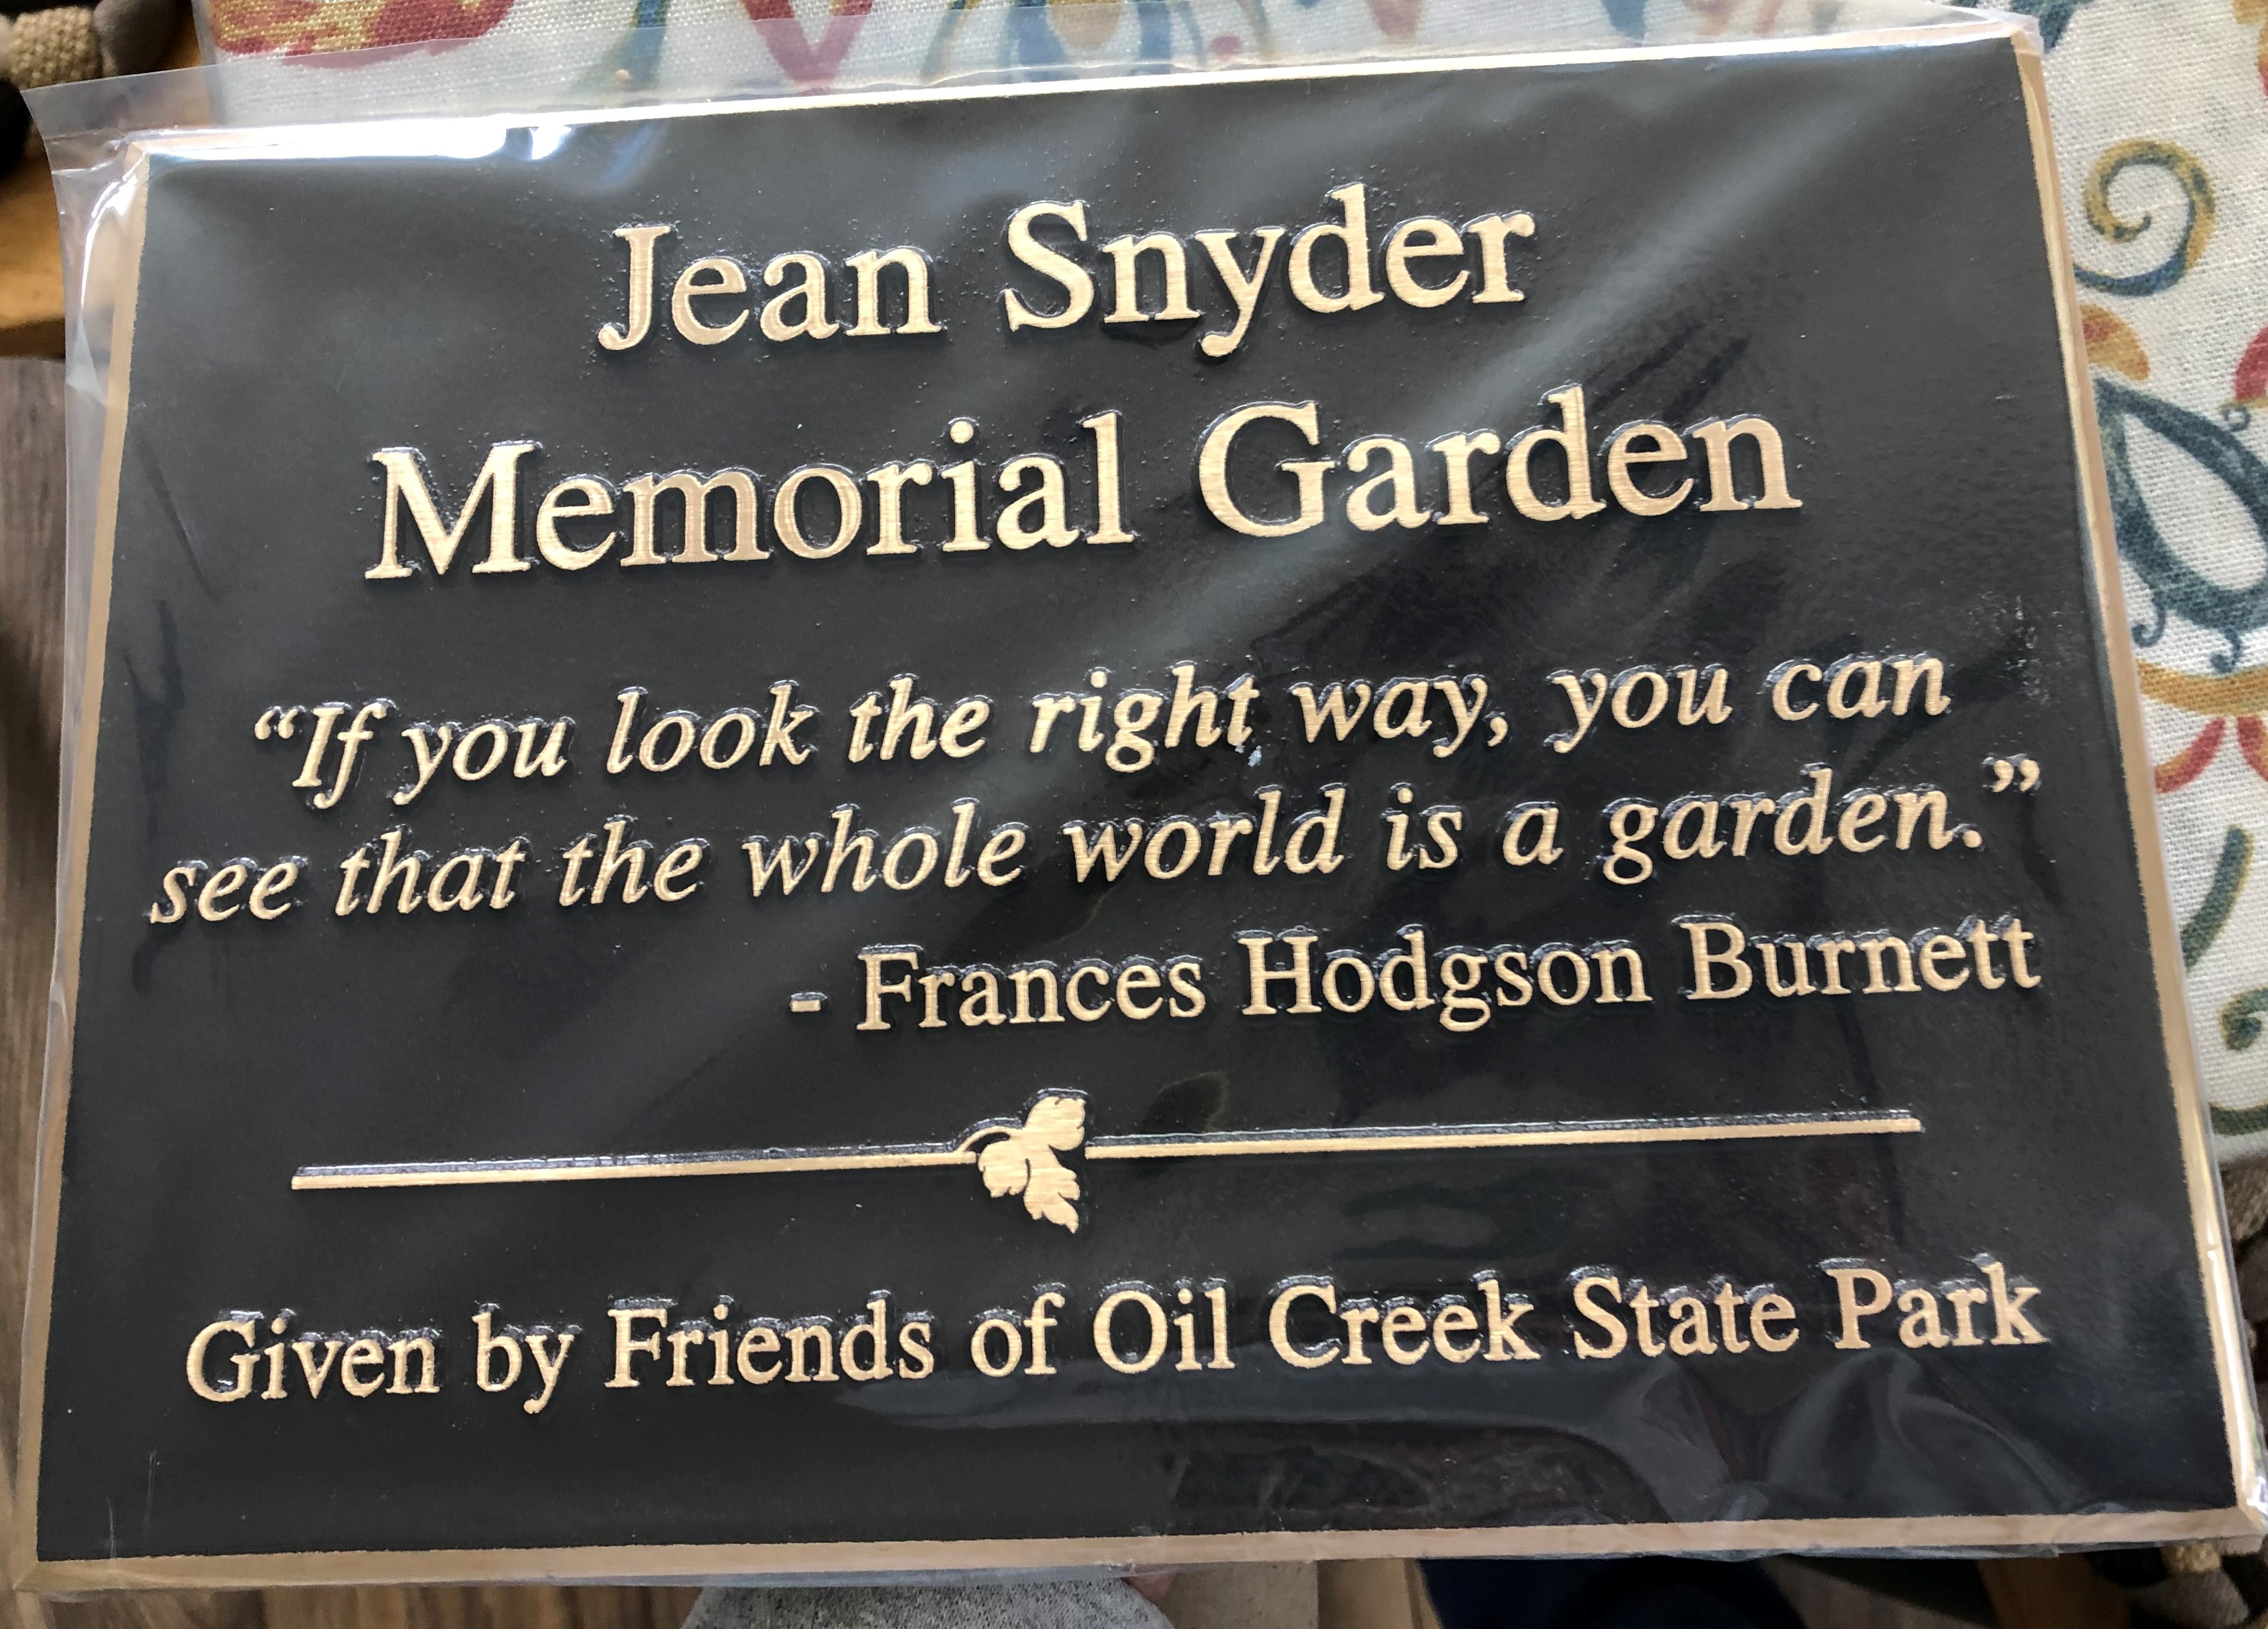 Jean Snyder
Memorial Garden
“If you look the right way, you can
see that the whole world is a garden.”
- Frances Hodgson Burnett
Given by Friends of Oil Creek State Park